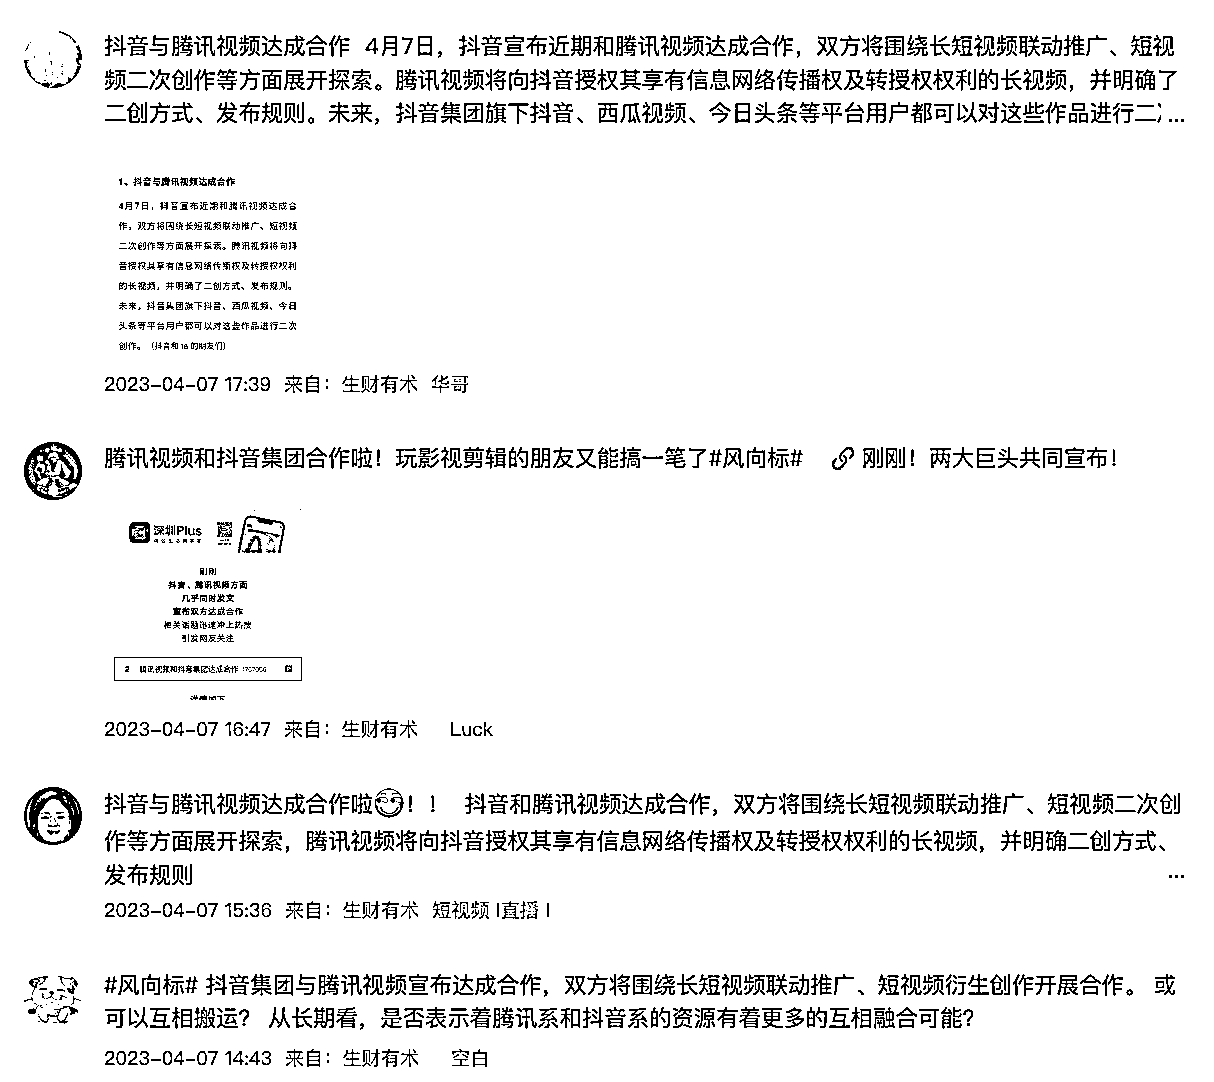 抖音与腾讯视频达成合作 4月7日，抖音宣布近期和腾讯视频达成合作，双方将围绕长短视频联动推广、短视
频二次创作等方面展开探索。腾讯视频将向抖音授权其享有信息网络传播权及转授权权利的长视频，并明确了
二创方式、发布规则。未来，抖音集团旗下抖音、西瓜视频、今日头条等平台用户都可以对这些作品进行二...
1、抖音与腾讯视频达成合作
4月7日，抖音宣布近期和腾讯视频达成合
作，双方将围绕长短视频联动推广、短视频
二次创作等方面展开探索。腾讯视频将向抖
音授权其享有信息网络传播权及转授权权利
的长视频，并明确了二创方式、发布规则。
未来，抖音集团旗下抖音、西瓜视频、今日
头条等平台用户都可以对这些作品进行二次
创作。（抖音和ta的朋友们）
2023-04-07 17:39 来自：生财有术 华哥
腾讯视频和抖音集团合作啦！玩影视剪辑的朋友又能搞一笔了#风向标# 刚刚！两大巨头共同宣布！
深圳Plus
刚刚
抖音、腾讯视频方面
几乎同时发文
宣布双方达成合作
相关话题迅速冲上热搜
引发网友关注
2 腾讯视频和抖音集团达成合作
详情如下
2023-04-07 16:47 来自：生财有术 Luck
抖音与腾讯视频达成合作啦😏！！ 抖音和腾讯视频达成合作，双方将围绕长短视频联动推广、短视频二次创
作等方面展开探索，腾讯视频将向抖音授权其享有信息网络传播权及转授权权利的长视频，并明确二创方式、
发布规则 ...
2023-04-07 15:36 来自：生财有术 短视频 |直播 |
#风向标# 抖音集团与腾讯视频宣布达成合作，双方将围绕长短视频联动推广、短视频衍生创作开展合作。 或
可以互相搬运？ 从长期看，是否表示着腾讯系和抖音系的资源有着更多的互相融合可能？
2023-04-07 14:43 来自：生财有术 空白